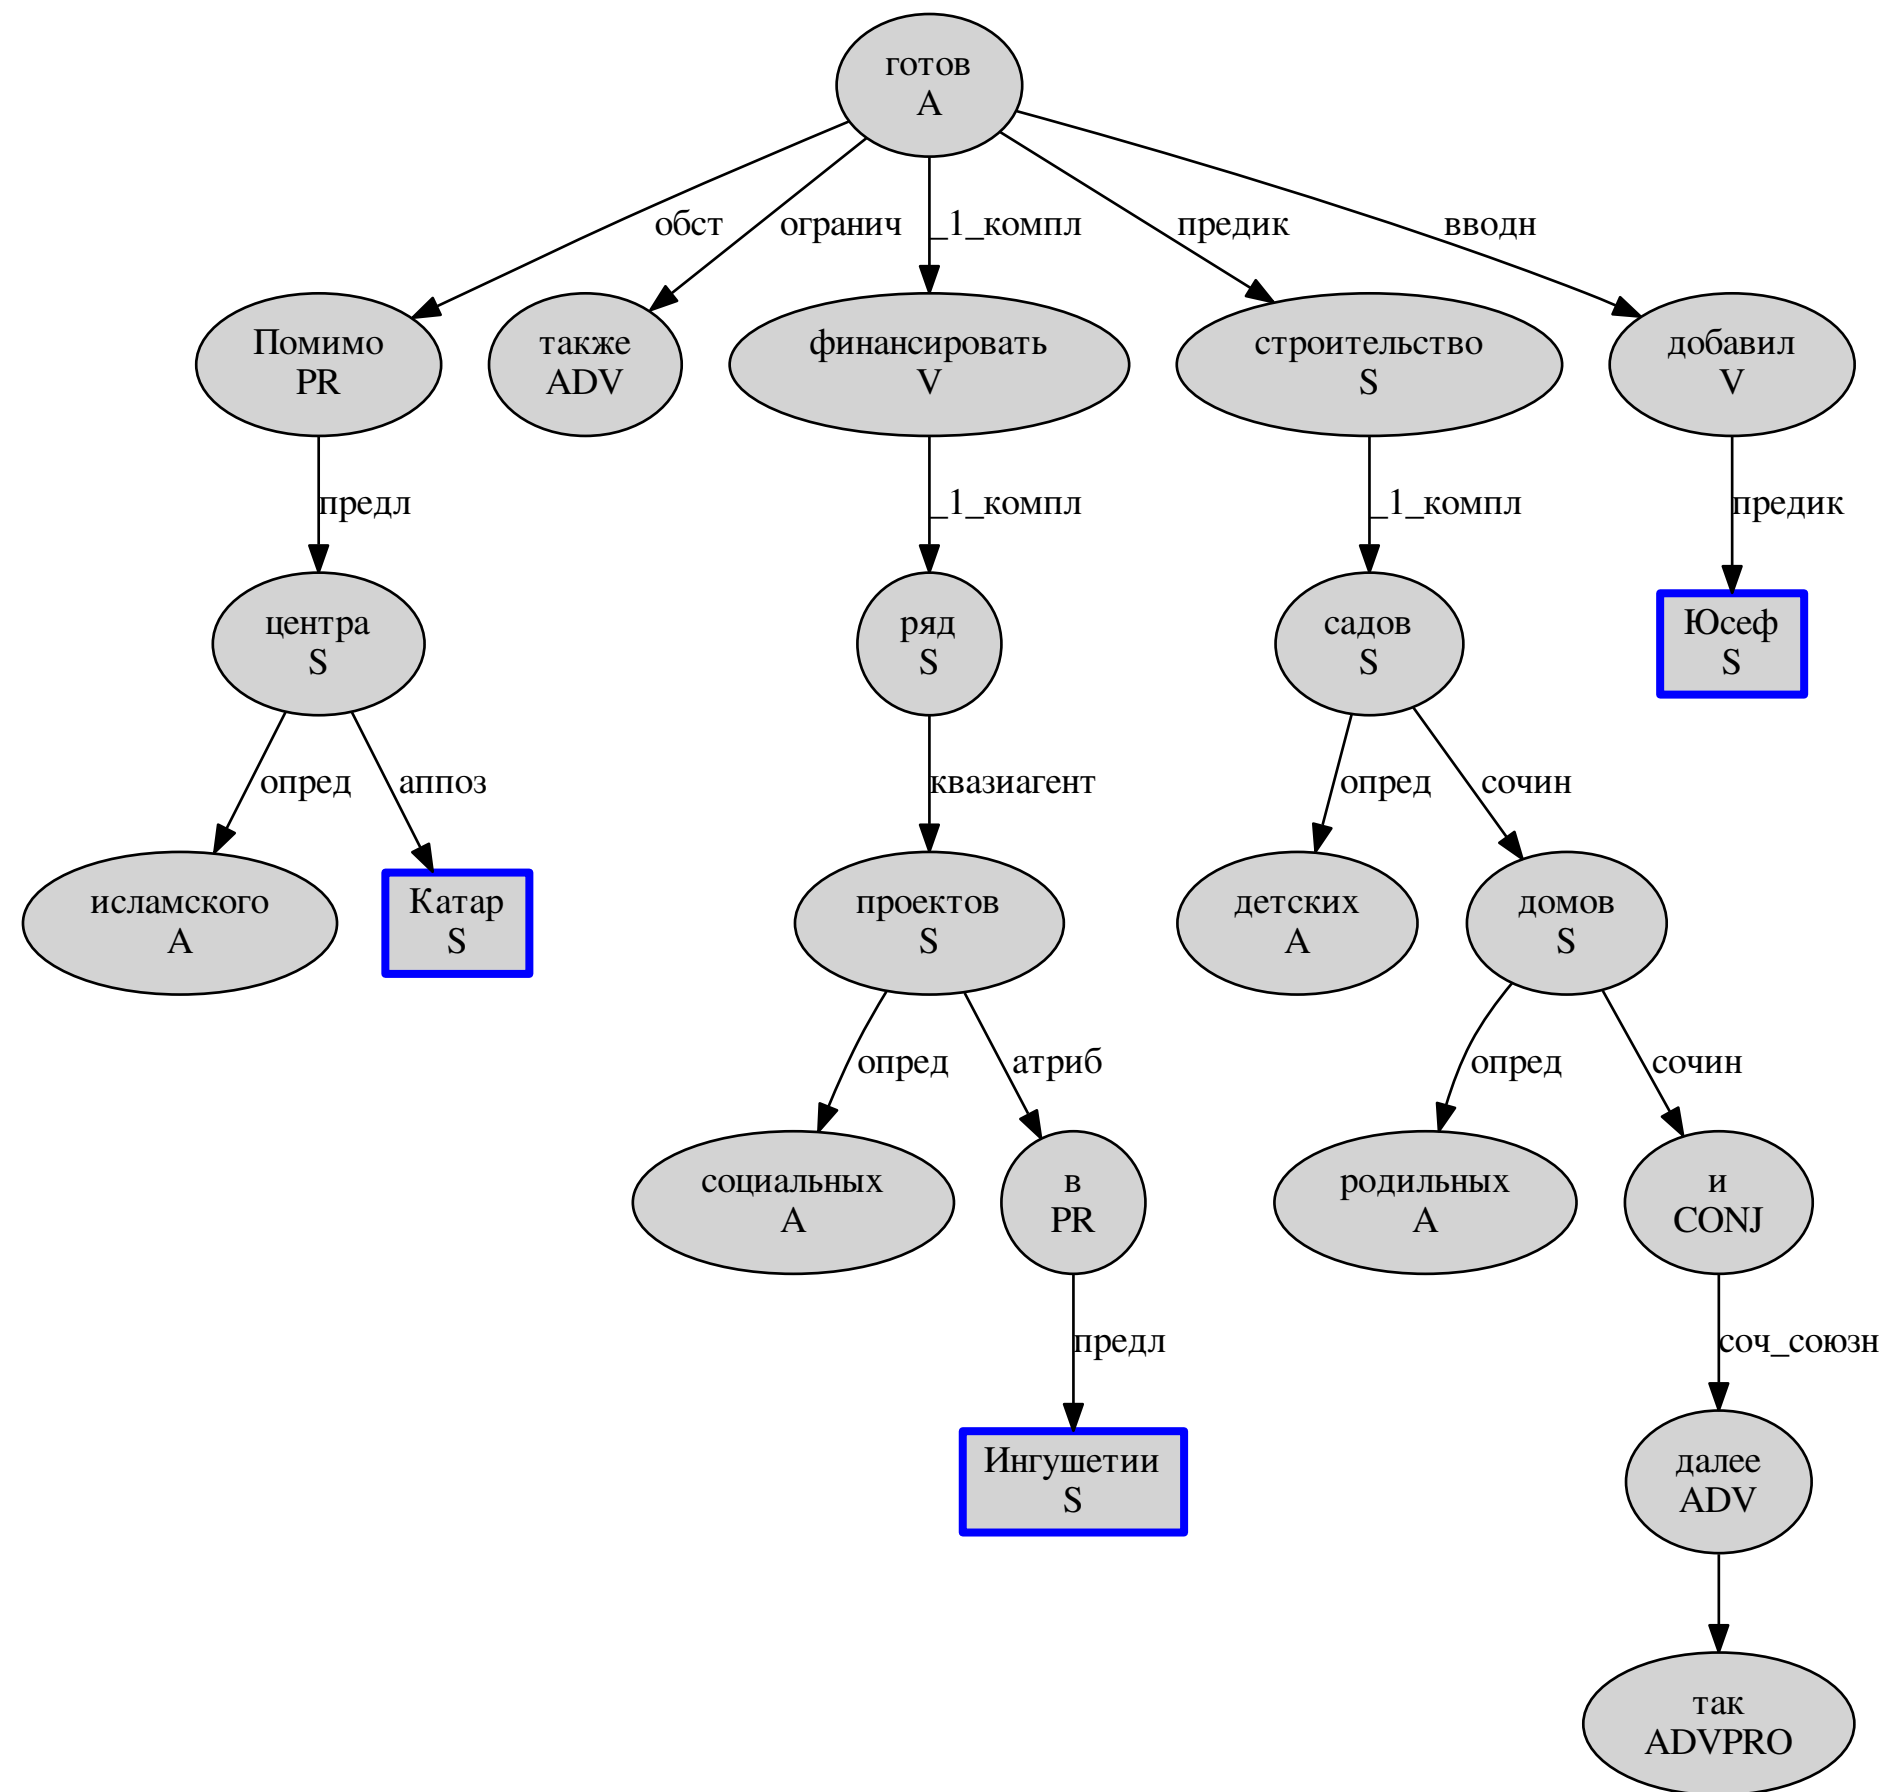 готов
A
обст
огранич
_1_компл
предик
вводн
Помимо
PR
также
ADV
финансировать
V
строительство
S
добавил
V
предл
_1_компл
_1_компл
предик
центра
S
ряд
S
садов
S
Юсеф
S
опред
аппоз
квазиагент
опред
сочин
исламского
A
Катар
S
проектов
S
детских
A
домов
S
опред
атриб
опред
сочин
социальных
A
в
PR
родильных
A
и
CONJ
предл
соч_союзн
Ингушетии
S
далее
ADV
так
ADVPRO